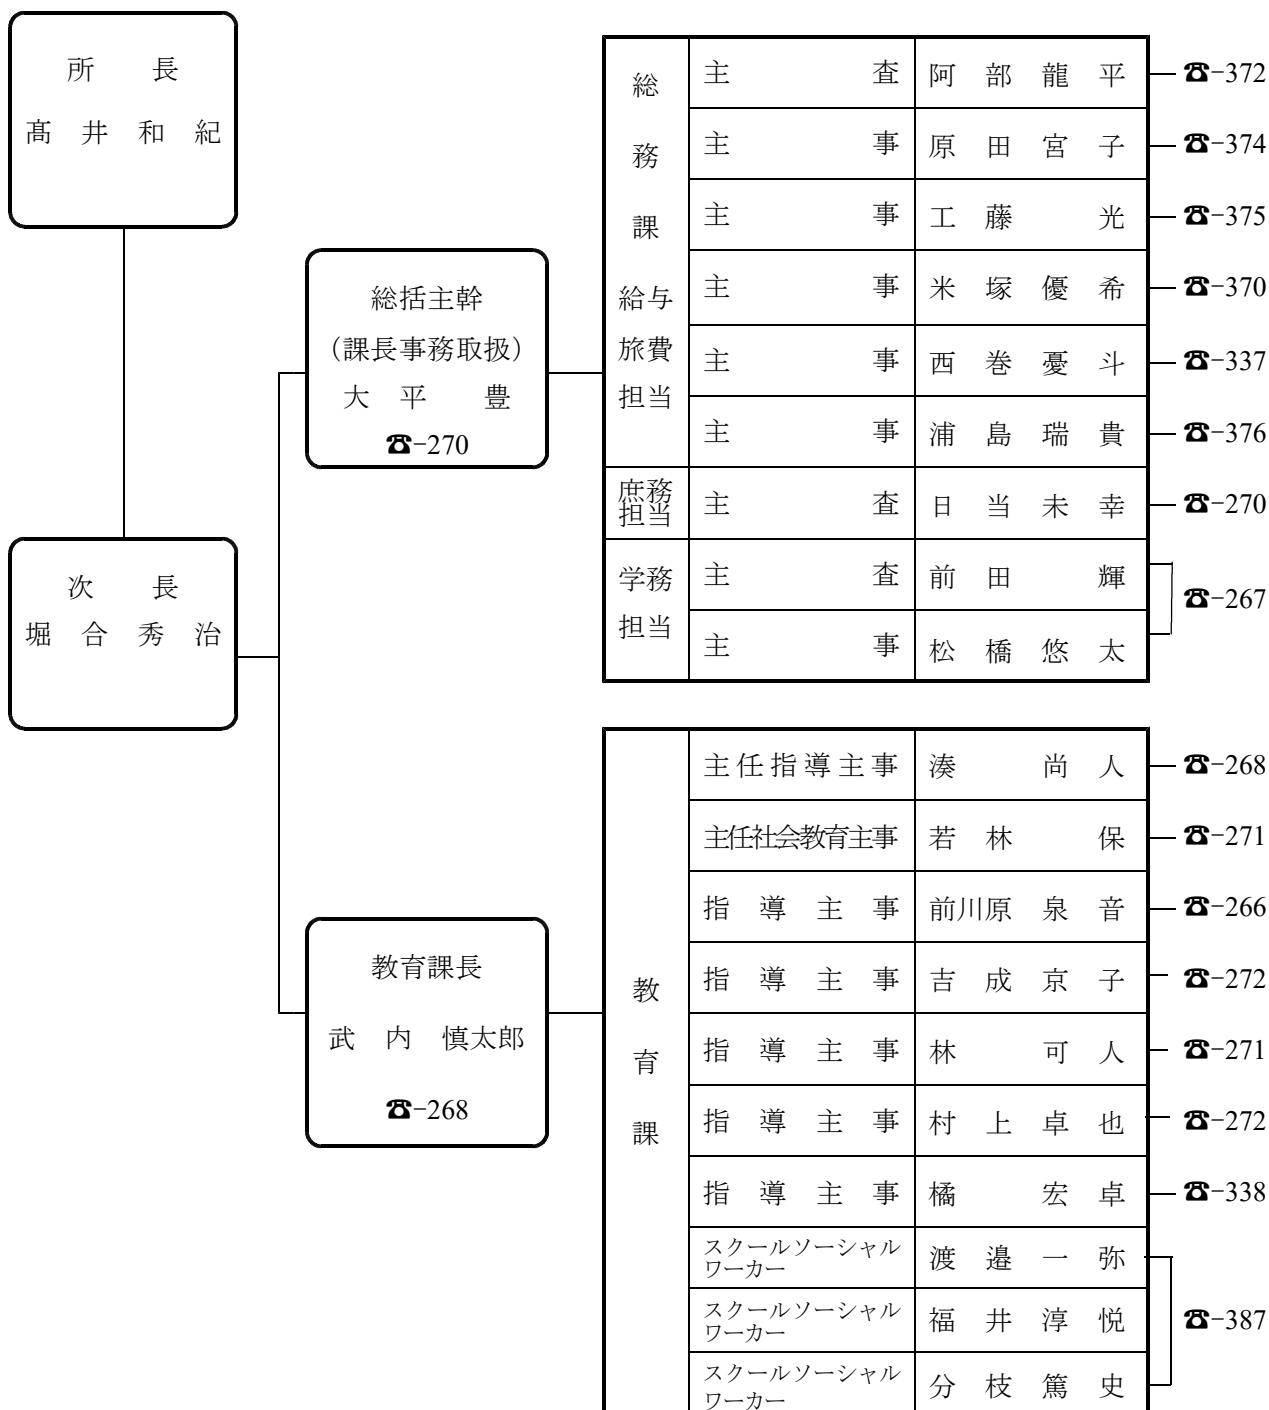 所長
髙井和紀
次長
堀合秀治
総括主幹
（課長事務取扱）
大平豊
☎-270
教育課長
武内慎太郎
☎-268
総務課
給与
旅費
担当
主査 阿部龍平 ☎-372
主事 原田宮子 ☎-374
主事 工藤光 ☎-375
主事 米塚優希 ☎-370
主事 西巻憂斗 ☎-337
主事 浦島瑞貴 ☎-376
庶務
担当
主査 日当未幸 ☎-270
学務
担当
主査 前田輝
主事 松橋悠太
☎-267
教育課
主任指導主事 湊尚人 ☎-268
主任社会教育主事 若林保 ☎-271
指導主事 前川原泉音 ☎-266
指導主事 吉成京子 ☎-272
指導主事 林可人 ☎-271
指導主事 村上卓也 ☎-272
指導主事 橘宏卓 ☎-338
スクールソーシャル
ワーカー
渡邉一弥
スクールソーシャル
ワーカー
福井淳悦
スクールソーシャル
ワーカー
分枝篤史
☎-387